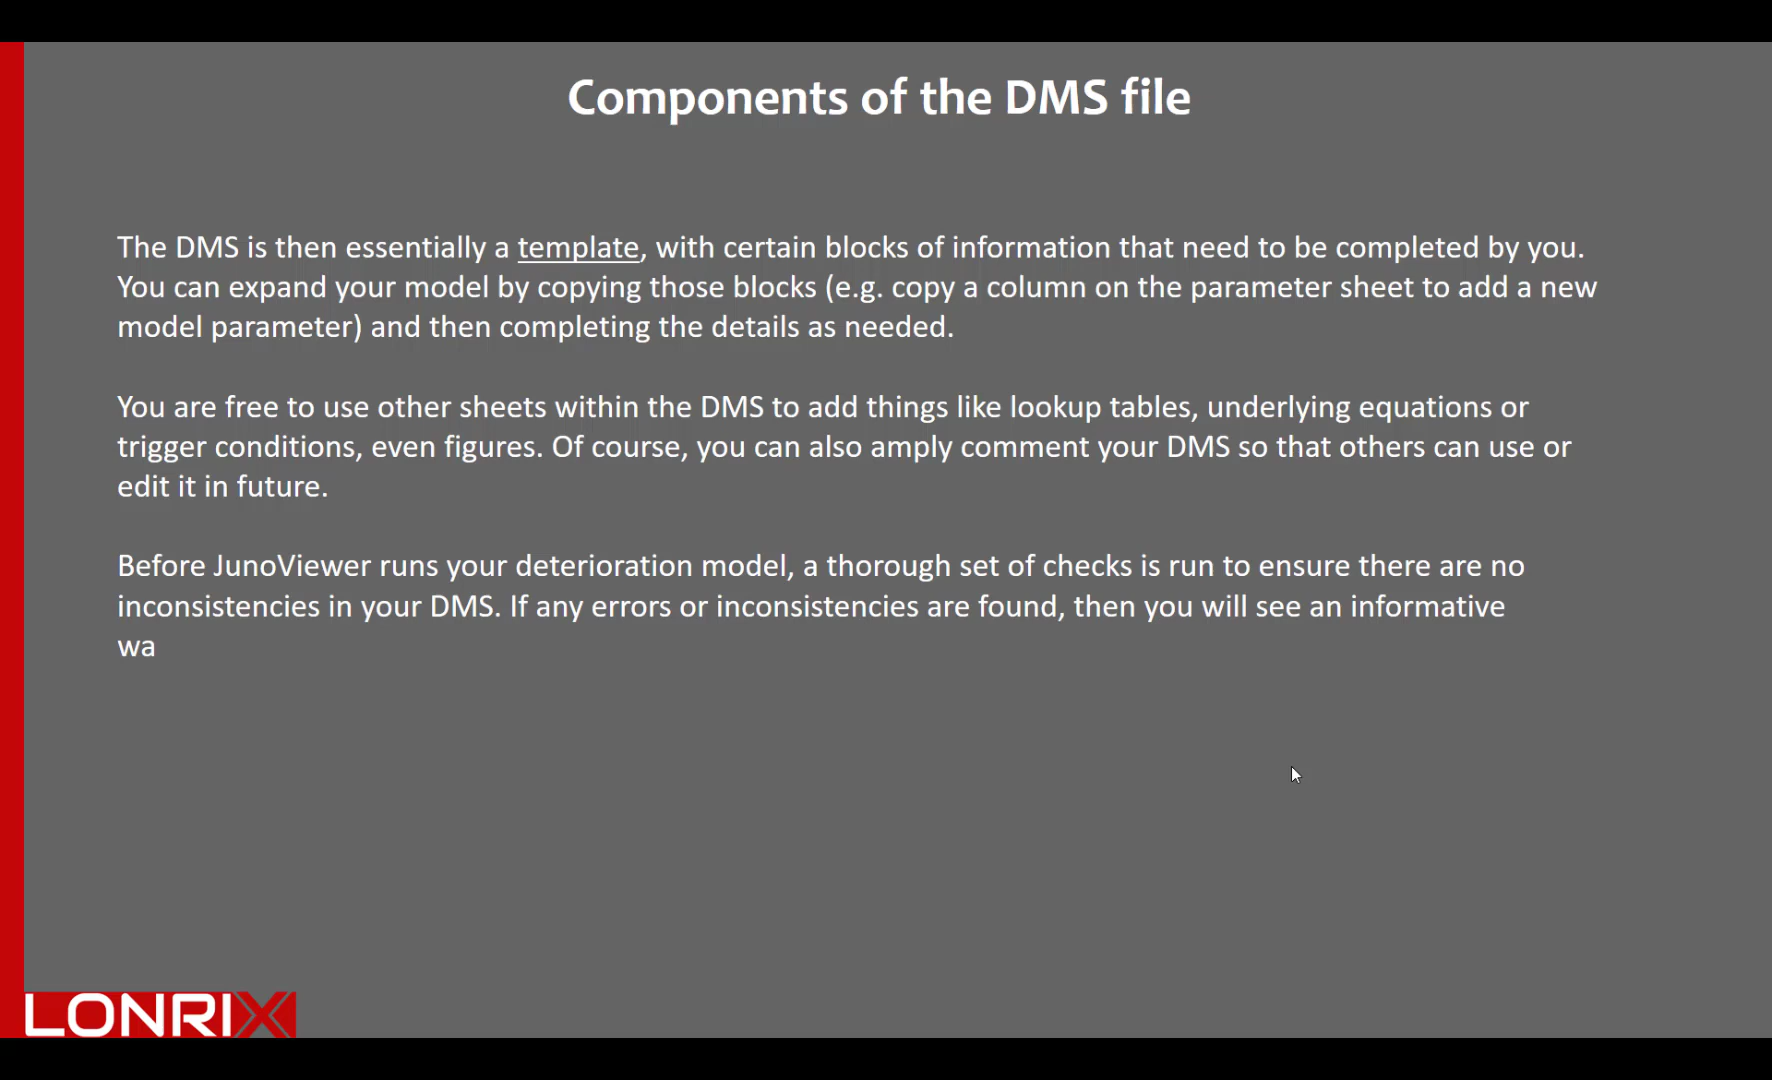 Components of the DMS file
The DMS is then essentially a template, with certain blocks of information that need to be completed by you.
You can expand your model by copying those blocks (e.g. copy a column on the parameter sheet to add a new
model parameter) and then completing the details as needed.
You are free to use other sheets within the DMS to add things like lookup tables, underlying equations or
trigger conditions, even figures. Of course, you can also amply comment your DMS so that others can use or
edit it in future.
Before JunoViewer runs your deterioration model, a thorough set of checks is run to ensure there are no
inconsistencies in your DMS. If any errors or inconsistencies are found, then you will see an informative
wa
LONRIX